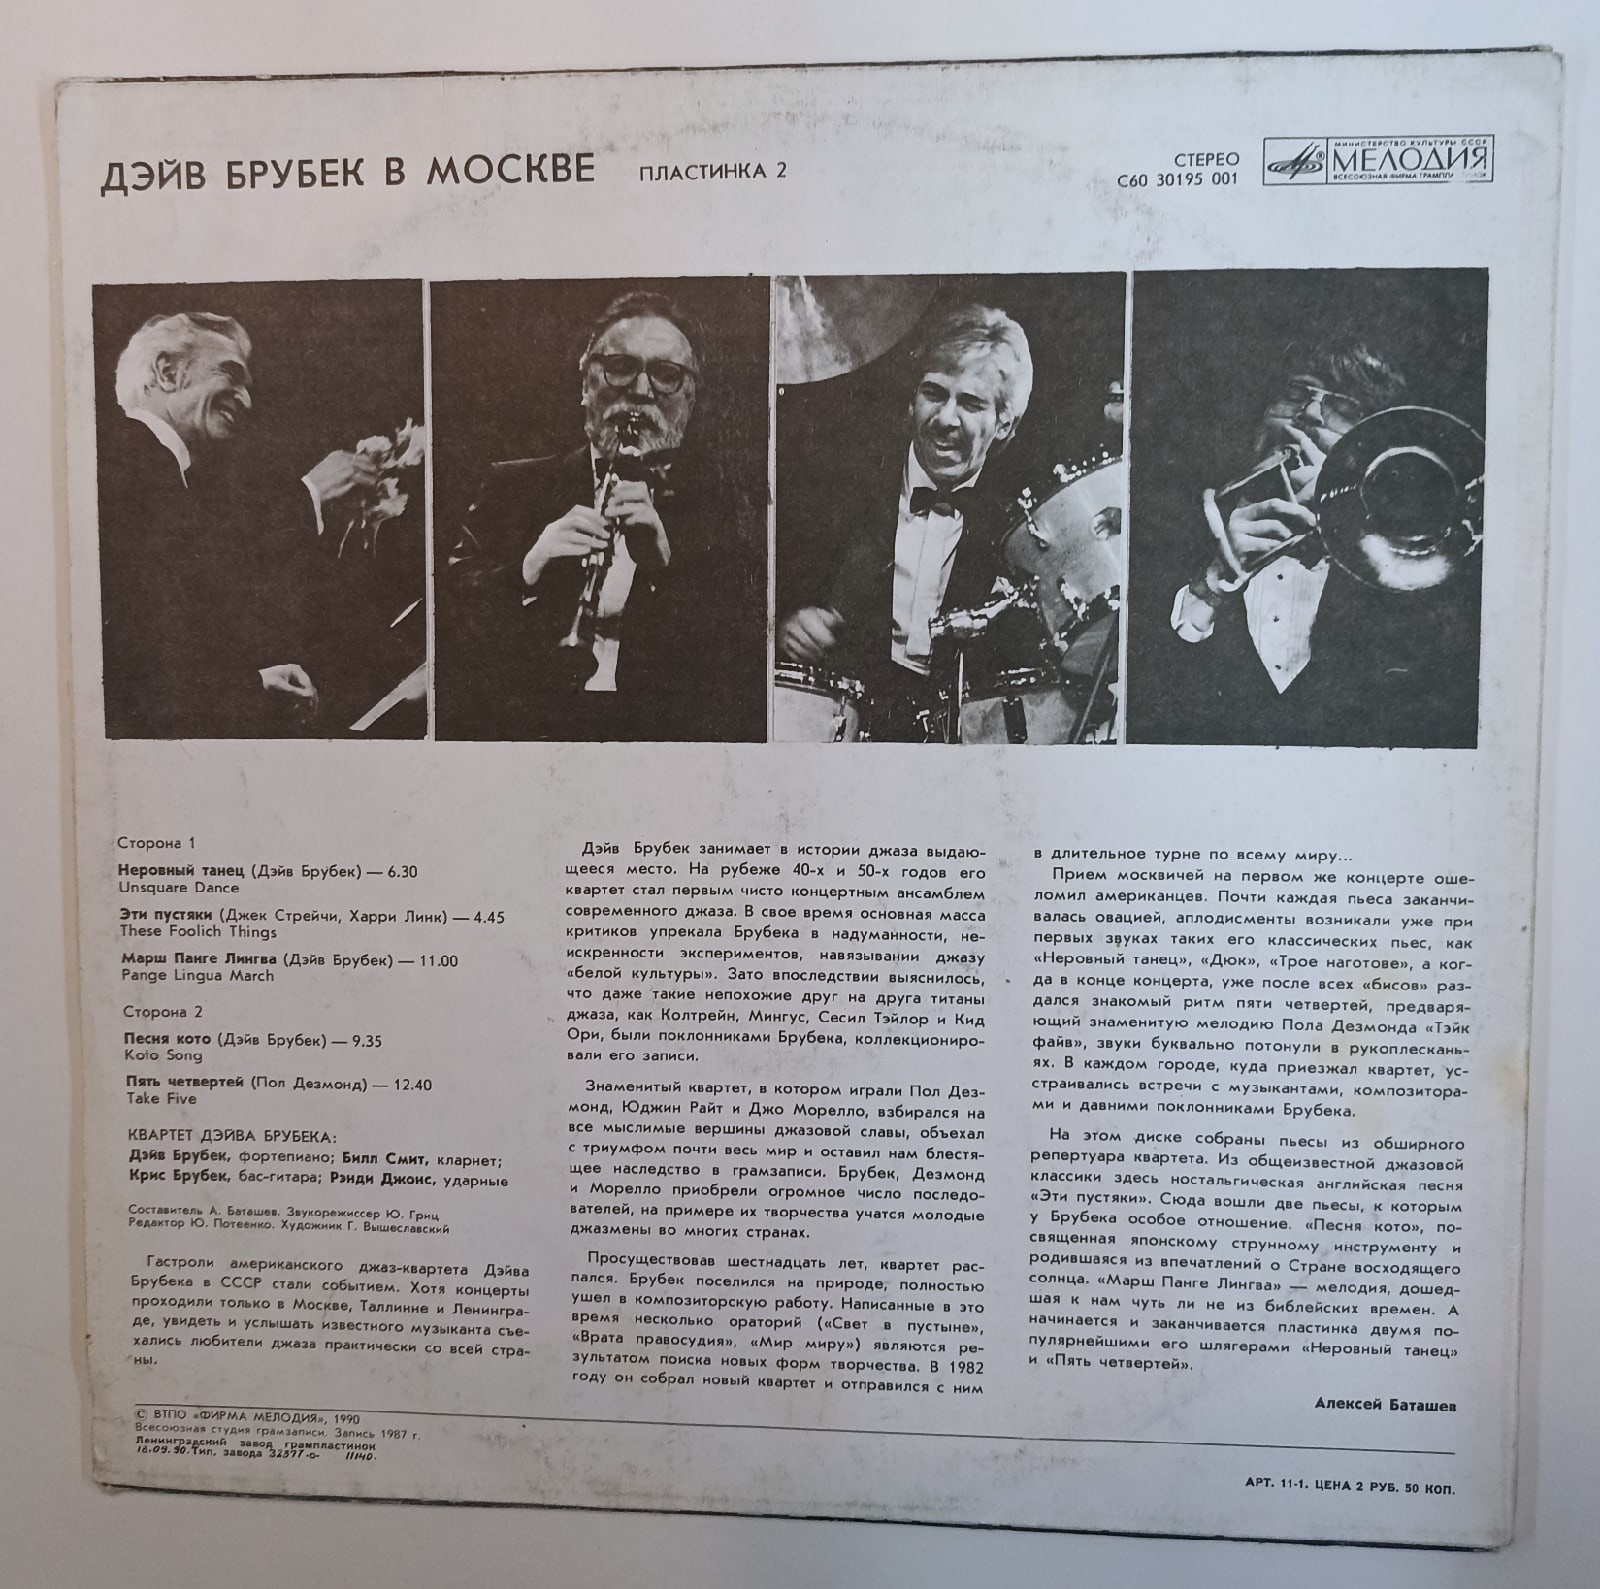 ДЭЙВ БРУБЕК В МОСКВЕ ПЛАСТИНКА 2
СТЕРЕО
С60 30195 001
МИНИСТЕРСТВО КУЛЬТУРЫ СССР
МЕЛОДИЯ
ВСЕСОЮЗНАЯ ФИРМА
Сторона 1
Неровный танец (Дэйв Брубек) — 6.30
Unsquare Dance
Эти пустяки (Джек Стрейчи, Харри Линк) — 4.45
These Foolich Things
Марш Панге Лингва (Дэйв Брубек) — 11.00
Pange Lingua March
Сторона 2
Песня кото (Дэйв Брубек) — 9.35
Koto Song
Пять четвертей (Пол Дезмонд) — 12.40
Take Five
КВАРТЕТ ДЭЙВА БРУБЕКА:
Дэйв Брубек, фортепиано; Билл Смит, кларнет;
Крис Брубек, бас-гитара; Рэнди Джонс, ударные
Составитель А. Баташев. Звукорежиссер Ю. Гриц
Редактор Ю. Потеенко. Художник Г. Вышеславский
Гастроли американского джаз-квартета Дэйва
Брубека в СССР стали событием. Хотя концерты
проходили только в Москве, Таллинне и Ленингра-
де, увидеть и услышать известного музыканта съе-
хались любители джаза практически со всей стра-
ны.
Дэйв Брубек занимает в истории джаза выдаю-
щееся место. На рубеже 40-х и 50-х годов его
квартет стал первым чисто концертным ансамблем
современного джаза. В свое время основная масса
критиков упрекала Брубека в надуманности, не-
искренности экспериментов, навязывании джазу
«белой культуры». Зато впоследствии выяснилось,
что даже такие непохожие друг на друга титаны
джаза, как Колтрейн, Мингус, Сесил Тэйлор и Кид
Ори, были поклонниками Брубека, коллекциониро-
вали его записи.
Знаменитый квартет, в котором играли Пол Дез-
монд, Юджин Райт и Джо Морелло, взбирался на
все мыслимые вершины джазовой славы, объехал
с триумфом почти весь мир и оставил нам блестя-
щее наследство в грамзаписи. Брубек, Дезмонд
и Морелло приобрели огромное число последо-
вателей, на примере их творчества учатся молодые
джазмены во многих странах.
Просуществовав шестнадцать лет, квартет рас-
пался. Брубек поселился на природе, полностью
ушел в композиторскую работу. Написанные в это
время несколько ораторий («Свет в пустыне»,
«Врата правосудия», «Мир миру») являются ре-
зультатом поиска новых форм творчества. В 1982
году он собрал новый квартет и отправился с ним
в длительное турне по всему миру...
Прием москвичей на первом же концерте оше-
ломил американцев. Почти каждая пьеса заканчи-
валась овацией, аплодисменты возникали уже при
первых звуках таких его классических пьес, как
«Неровный танец», «Дюк», «Трое наготове», а ког-
да в конце концерта, уже после всех «бисов» раз-
дался знакомый ритм пяти четвертей, предваря-
ющий знаменитую мелодию Пола Дезмонда «Тэйк
файв», звуки буквально потонули в рукоплескань-
ях. В каждом городе, куда приезжал квартет, ус-
страивались встречи с музыкантами, композитора-
ми и давними поклонниками Брубека.
На этом диске собраны пьесы из обширного
репертуара квартета. Из общеизвестной джазовой
классики здесь ностальгическая английская песня
«Эти пустяки». Сюда вошли две пьесы, к которым
у Брубека особое отношение. «Песня кото», по-
священная японскому струнному инструменту и
родившаяся из впечатлений о Стране восходящего
солнца. «Марш Панге Лингва» — мелодия, дошед-
шая к нам чуть ли не из библейских времен. А
начинается и заканчивается пластинка двумя по-
пулярнейшими его шлягерами «Неровный танец»
и «Пять четвертей».
Алексей Баташев
© ВТПО «ФИРМА МЕЛОДИЯ», 1990
Всесоюзная студия грамзаписи. Запись 1987 г.
Ленинградский завод грампластинок
18.09.90. Тип. завода 32377-о- 11140.
АРТ. 11-1. ЦЕНА 2 РУБ. 50 КОП.